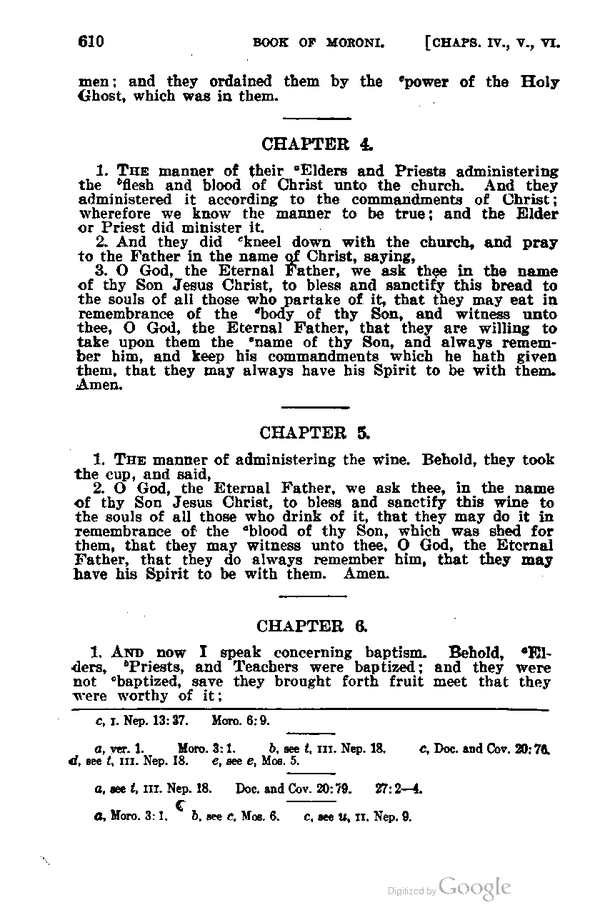 610 BOOK OF MORONI. [CHAPS. IV., V., VI.
men; and they ordained them by the ᵉpower of the Holy
Ghost, which was in them.
CHAPTER 4.
1. THE manner of their ᵃElders and Priests administering
the ᵇflesh and blood of Christ unto the church. And they
administered it according to the commandments of Christ;
wherefore we know the manner to be true; and the Elder
or Priest did minister it.
2. And they did ᶜkneel down with the church, and pray
to the Father in the name of Christ, saying,
3. O God, the Eternal Father, we ask thee in the name
of thy Son Jesus Christ, to bless and sanctify this bread to
the souls of all those who partake of it, that they may eat in
remembrance of the ᵈbody of thy Son, and witness unto
thee, O God, the Eternal Father, that they are willing to
take upon them the ᵉname of thy Son, and always remem-
ber him, and keep his commandments which he hath given
them, that they may always have his Spirit to be with them.
Amen.
CHAPTER 5.
1. THE manner of administering the wine. Behold, they took
the cup, and said,
2. O God, the Eternal Father, we ask thee, in the name
of thy Son Jesus Christ, to bless and sanctify this wine to
the souls of all those who drink of it, that they may do it in
remembrance of the ᵃblood of thy Son, which was shed for
them, that they may witness unto thee, O God, the Eternal
Father, that they do always remember him, that they may
have his Spirit to be with them. Amen.
CHAPTER 6.
1. AND now I speak concerning baptism. Behold, ᵃEl-
ders, ᵇPriests, and Teachers were baptized; and they were
not ᶜbaptized, save they brought forth fruit meet that they
were worthy of it;
c, I. Nep. 13:37. Moro. 6:9.
a, ver. 1. Moro. 3:1. b, see t, III. Nep. 18. c, Doc. and Cov. 20:76.
d, see t, III. Nep. 18. e, see e, Mos. 5.
a, see t, III. Nep. 18. Doc. and Cov. 20:79. 27:2—4.
a, Moro. 3:1. b, see c, Mos. 6. c, see u, II. Nep. 9.
Digitized by Google